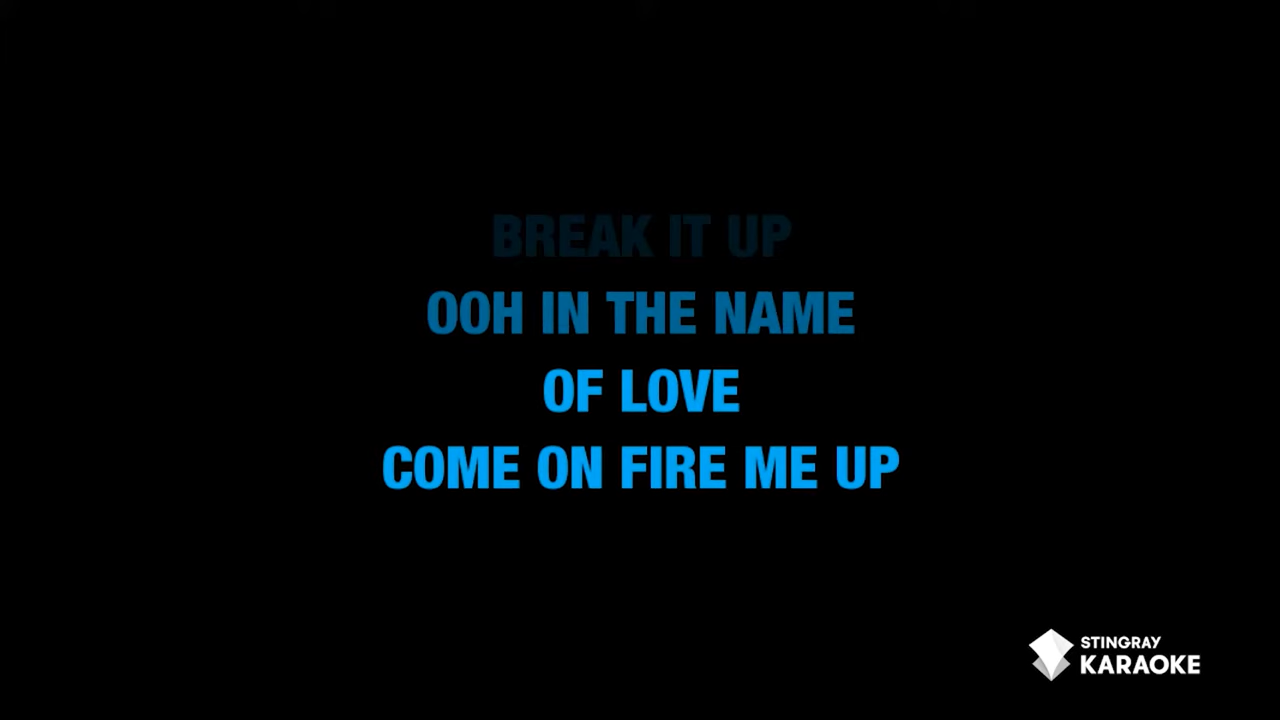 BREAK IT UP
OOH IN THE NAME
OF LOVE
COME ON FIRE ME UP
STINGRAY
KARAOKE